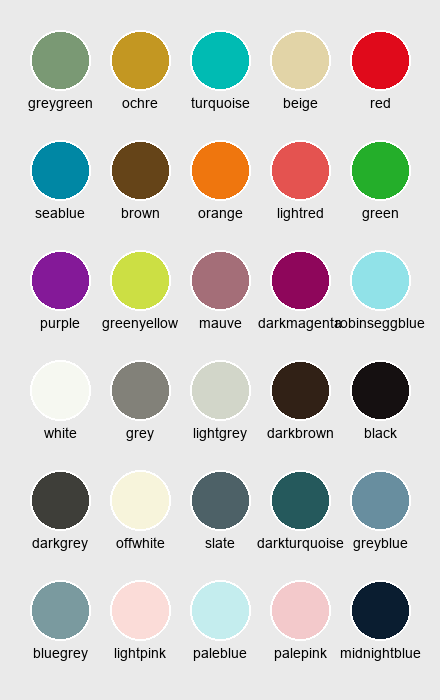 greygreen ochre turquoise beige red
seablue brown orange lightred green
purple greenyellow mauve darkmagenta robinseggblue
white grey lightgrey darkbrown black
darkgrey offwhite slate darkturquoise greyblue
bluegrey lightpink paleblue palepink midnightblue